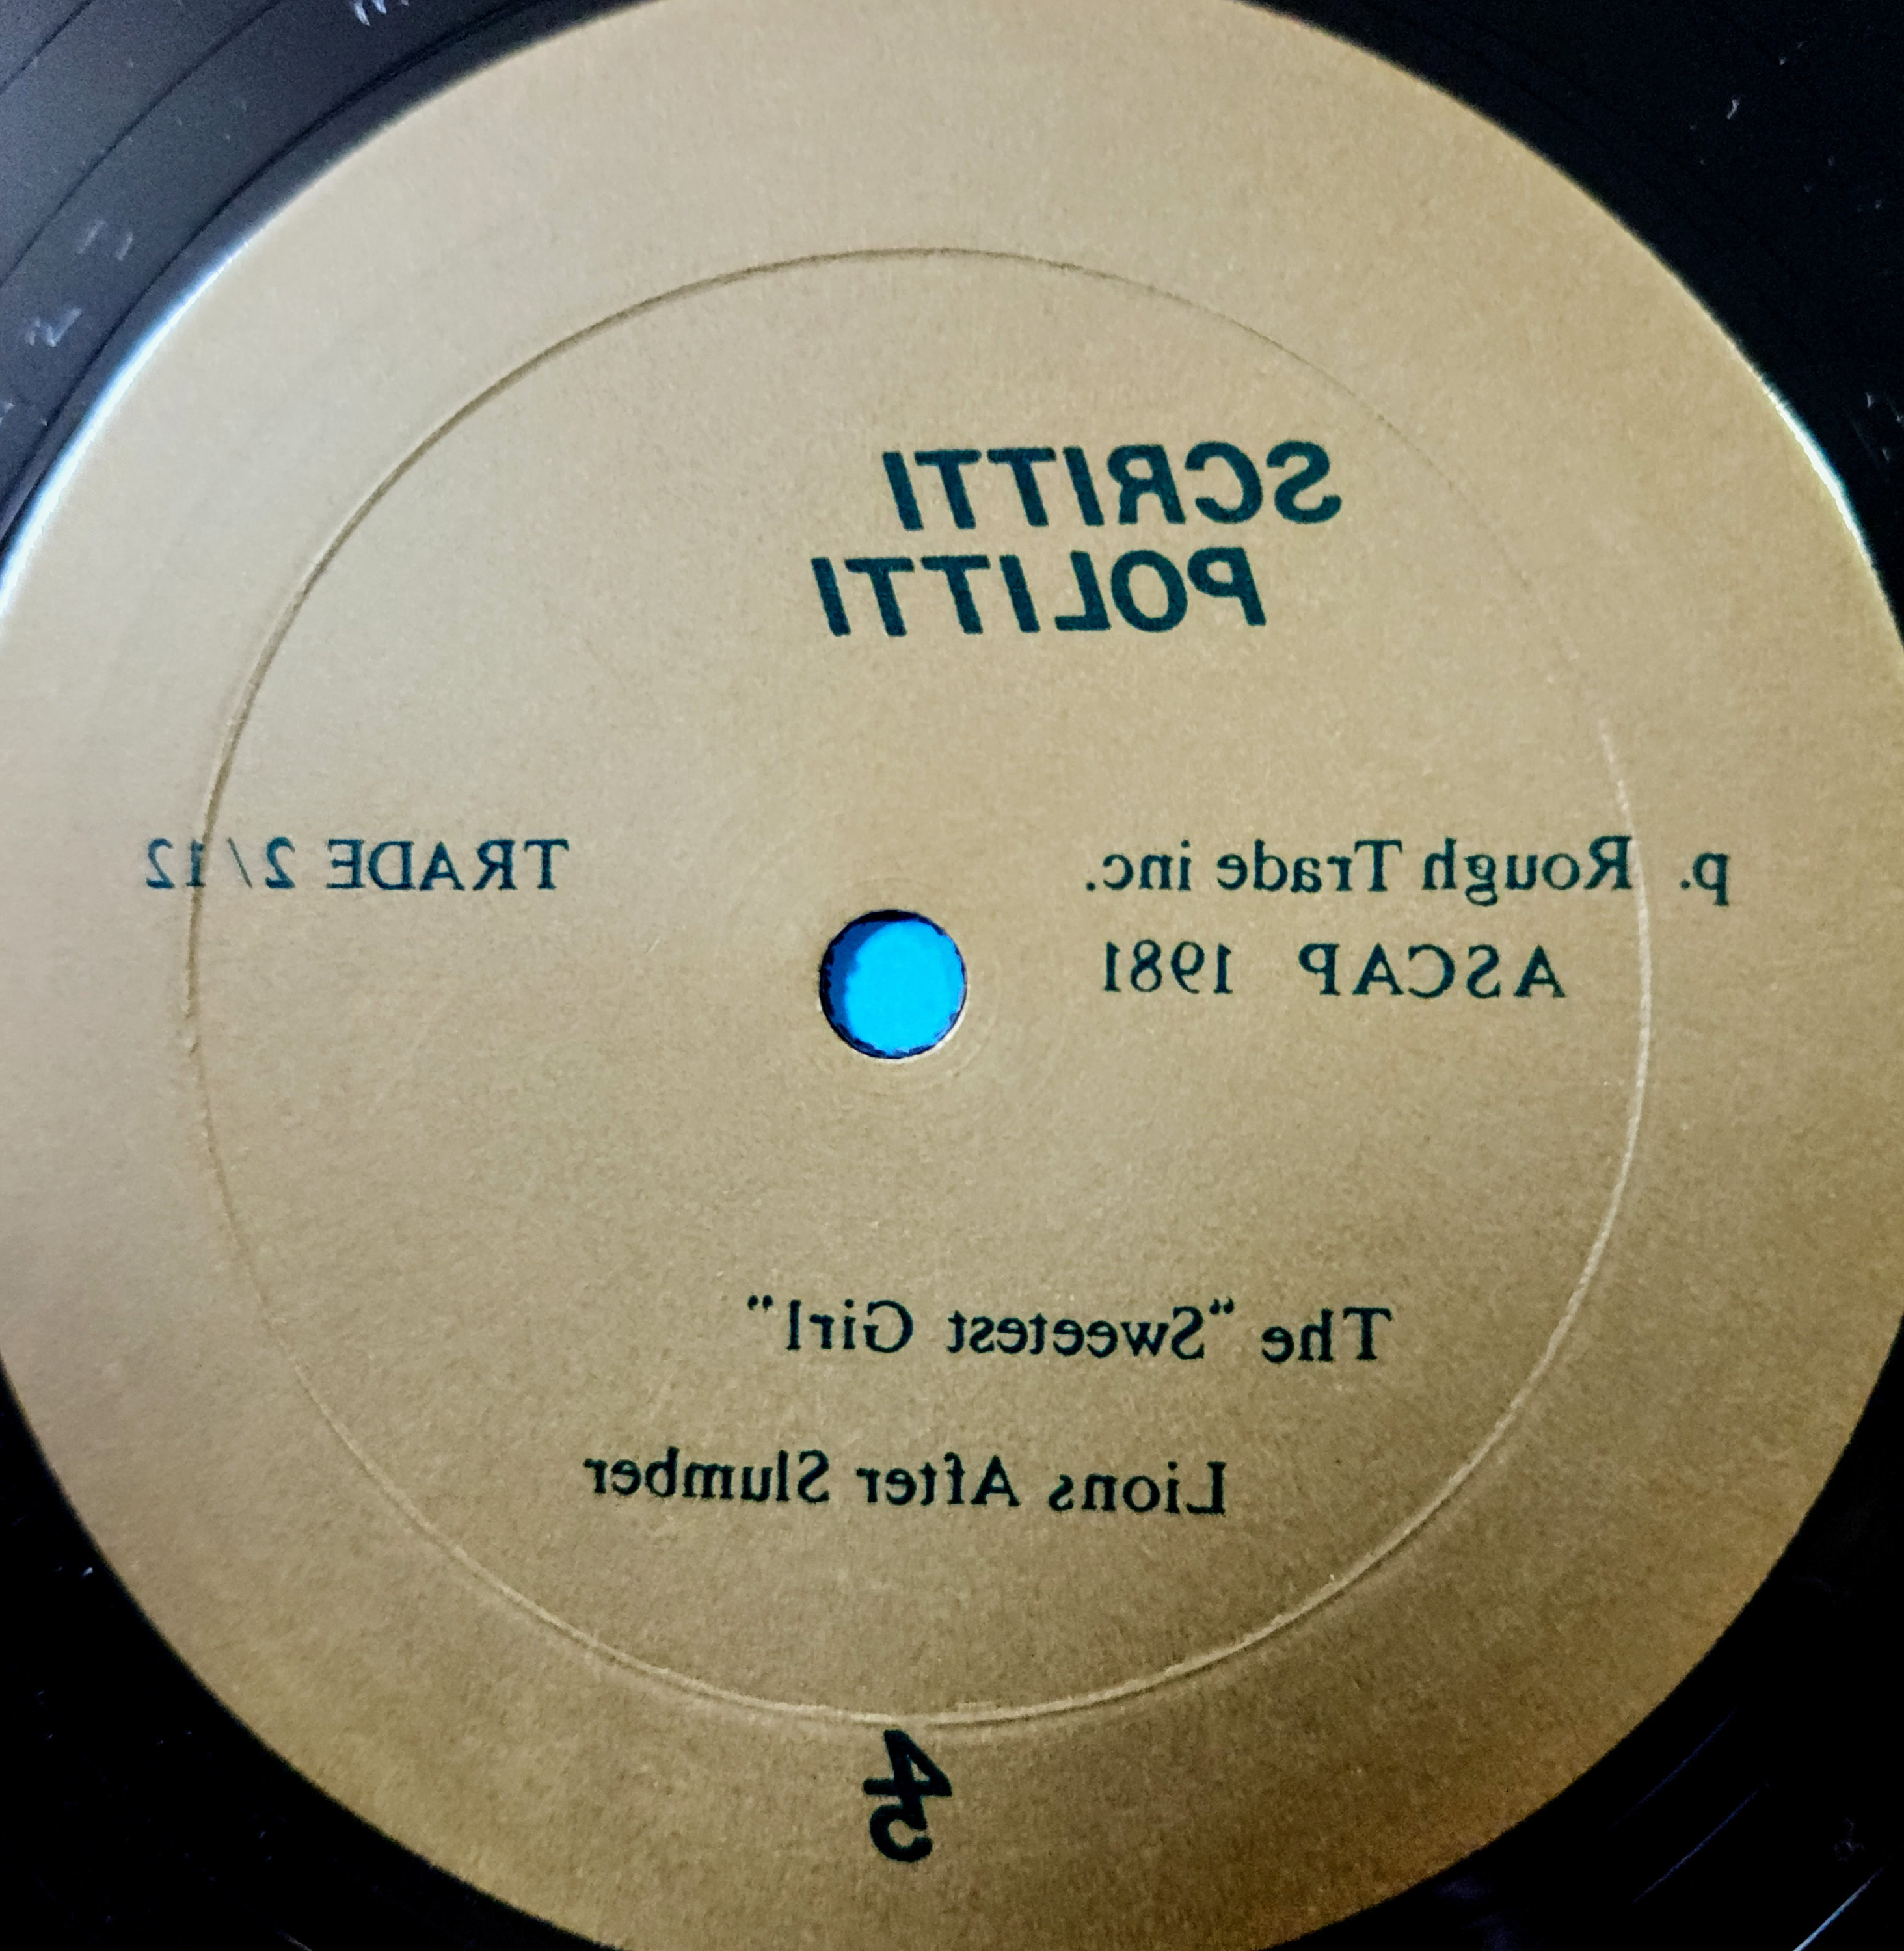 SCRITTI
POLITTI
p. Rough Trade inc.
ASCAP 1981
TRADE 2/12
The "Sweetest Girl"
Lions After Slumber
45